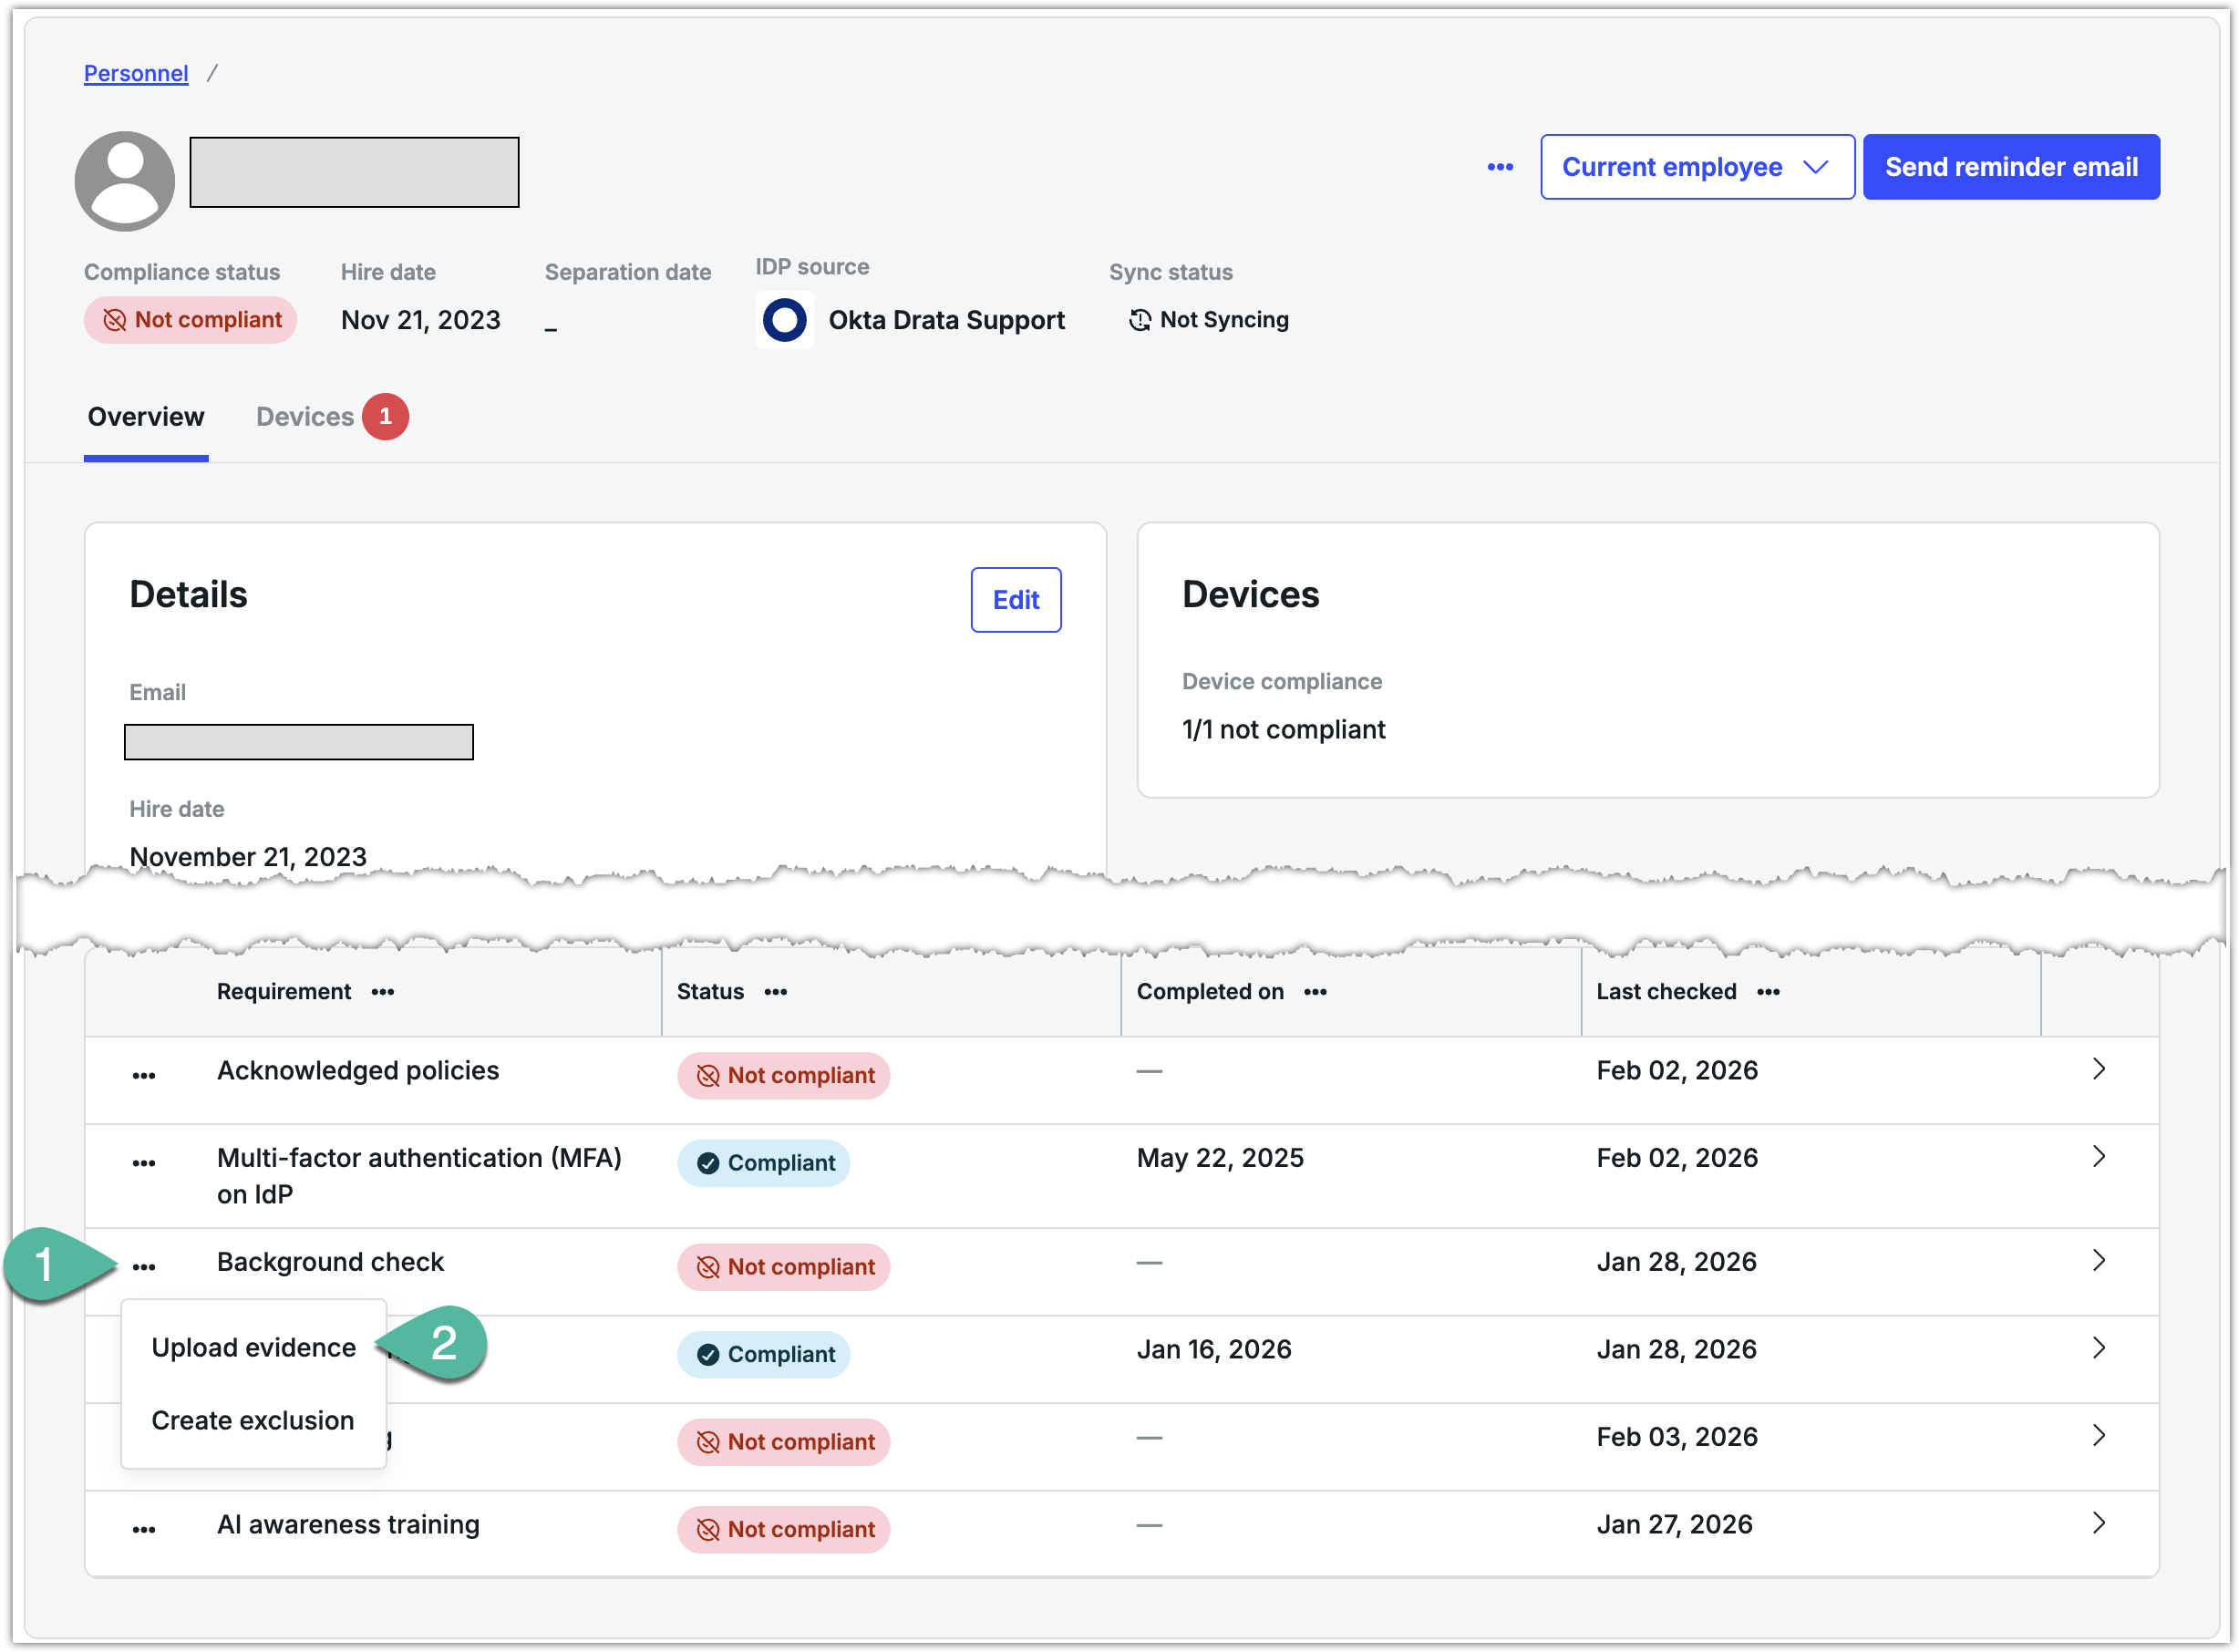 Personnel /
Current employee
Send reminder email
Compliance status
Hire date
Separation date
IDP source
Sync status
Not compliant
Nov 21, 2023
–
Okta Drata Support
Not Syncing
Overview
Devices 1
Details
Edit
Email
Hire date
November 21, 2023
Devices
Device compliance
1/1 not compliant
Requirement
Status
Completed on
Last checked
Acknowledged policies
Not compliant
—
Feb 02, 2026
Multi-factor authentication (MFA)
on IdP
Compliant
May 22, 2025
Feb 02, 2026
1
Background check
Not compliant
—
Jan 28, 2026
Upload evidence
2
Compliant
Jan 16, 2026
Jan 28, 2026
Create exclusion
Not compliant
—
Feb 03, 2026
AI awareness training
Not compliant
—
Jan 27, 2026